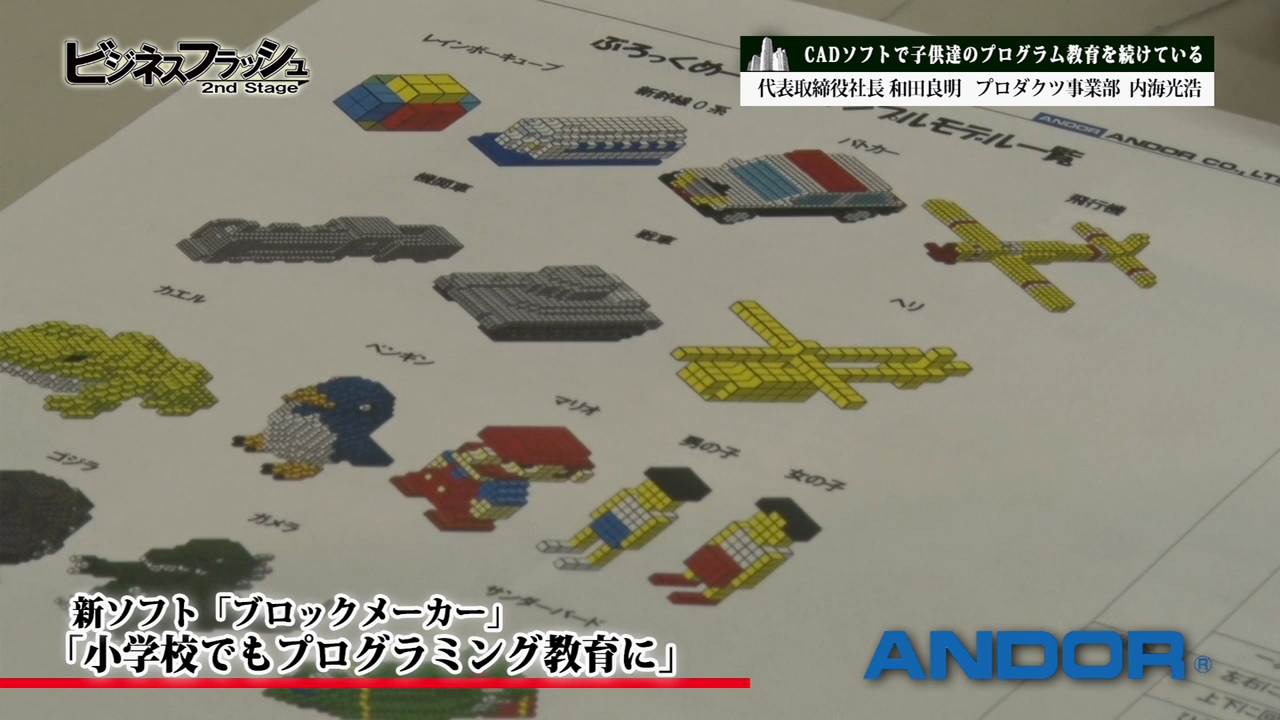 ビジネスフラッシュ
2nd Stage
CADソフトで子供達のプログラム教育を続けている
代表取締役社長 和田良明 プロダクツ事業部 内海光浩
レインボーキューブ
ぶろっくめー
プルモデル一覧
ANDOR ANDOR CO., LT
新幹線0系
パトカー
飛行機
機関車
戦車
カエル
ヘリ
ペンギン
マリオ
男の子
女の子
ゴジラ
ガメラ
サンダーバード
新ソフト「ブロックメーカー」
「小学校でもプログラミング教育に」
ANDOR®
左右に
上下に